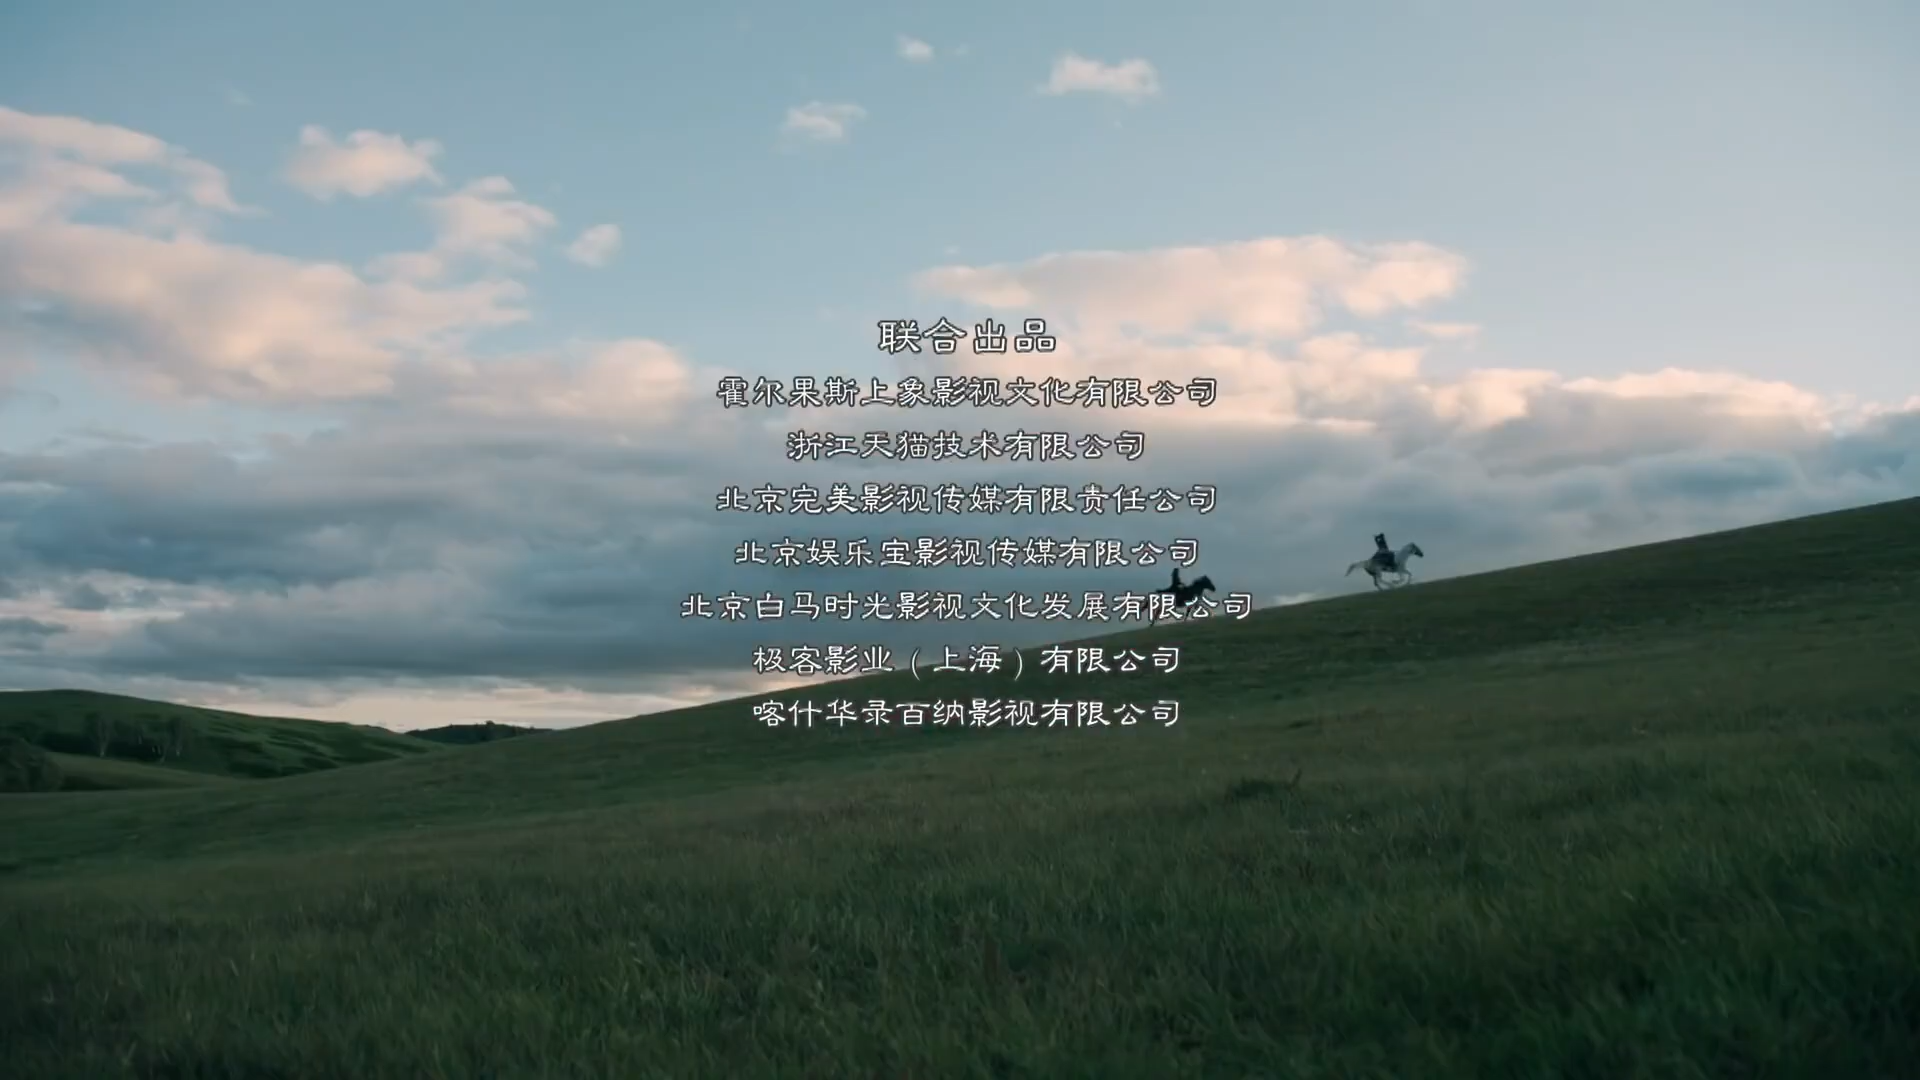 联合出品
霍尔果斯上象影视文化有限公司
浙江天猫技术有限公司
北京完美影视传媒有限责任公司
北京娱乐宝影视传媒有限公司
北京白马时光影视文化发展有限公司
极客影业（上海）有限公司
喀什华录百纳影视有限公司